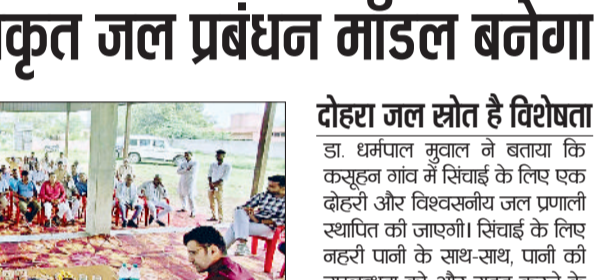 जल प्रबंधन मॉडल बनेगा
दोहरा जल स्रोत है विशेषता
डा. धर्मपाल मुवाल ने बताया कि
कसूहन गांव में सिंचाई के लिए एक
दोहरी और विश्वसनीय जल प्रणाली
स्थापित की जाएगी। सिंचाई के लिए
नहरी पानी के साथ-साथ, पानी की